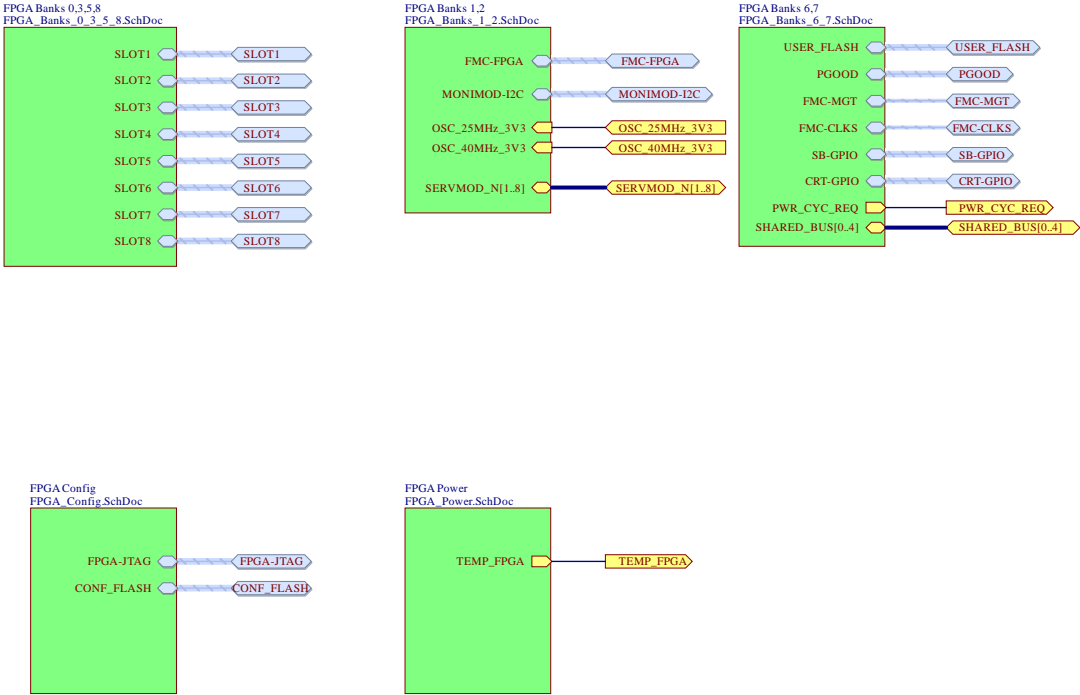 FPGA Banks 0,3,5,8
FPGA_Banks_0_3_5_8.SchDoc
SLOT1 SLOT1
SLOT2 SLOT2
SLOT3 SLOT3
SLOT4 SLOT4
SLOT5 SLOT5
SLOT6 SLOT6
SLOT7 SLOT7
SLOT8 SLOT8
FPGA Banks 1,2
FPGA_Banks_1_2.SchDoc
FMC-FPGA FMC-FPGA
MONIMOD-I2C MONIMOD-I2C
OSC_25MHz_3V3 OSC_25MHz_3V3
OSC_40MHz_3V3 OSC_40MHz_3V3
SERVMOD_N[1..8] SERVMOD_N[1..8]
FPGA Banks 6,7
FPGA_Banks_6_7.SchDoc
USER_FLASH USER_FLASH
PGOOD PGOOD
FMC-MGT FMC-MGT
FMC-CLKS FMC-CLKS
SB-GPIO SB-GPIO
CRT-GPIO CRT-GPIO
PWR_CYC_REQ PWR_CYC_REQ
SHARED_BUS[0..4] SHARED_BUS[0..4]
FPGA Config
FPGA_Config.SchDoc
FPGA-JTAG FPGA-JTAG
CONF_FLASH CONF_FLASH
FPGA Power
FPGA_Power.SchDoc
TEMP_FPGA TEMP_FPGA